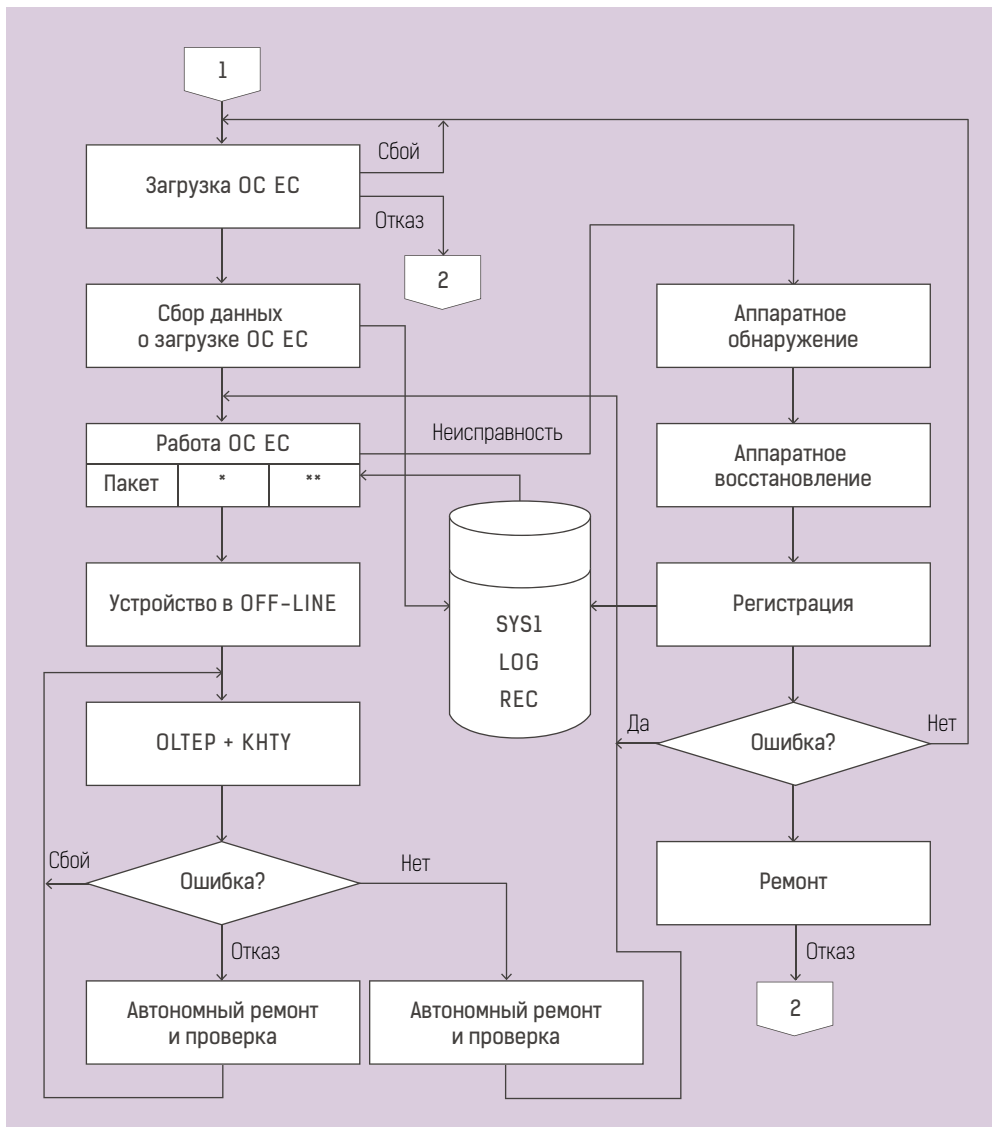 1
Сбой
Загрузка ОС ЕС
Отказ
2
Сбор данных
о загрузке ОС ЕС
Аппаратное
обнаружение
Работа ОС ЕС
Неисправность
Пакет
*
**
Аппаратное
восстановление
Устройство в OFF-LINE
SYS1
LOG
REC
Регистрация
OLTEP + КНТУ
Да
Ошибка?
Нет
Сбой
Ошибка?
Нет
Ремонт
Отказ
Отказ
Автономный ремонт
и проверка
Автономный ремонт
и проверка
2